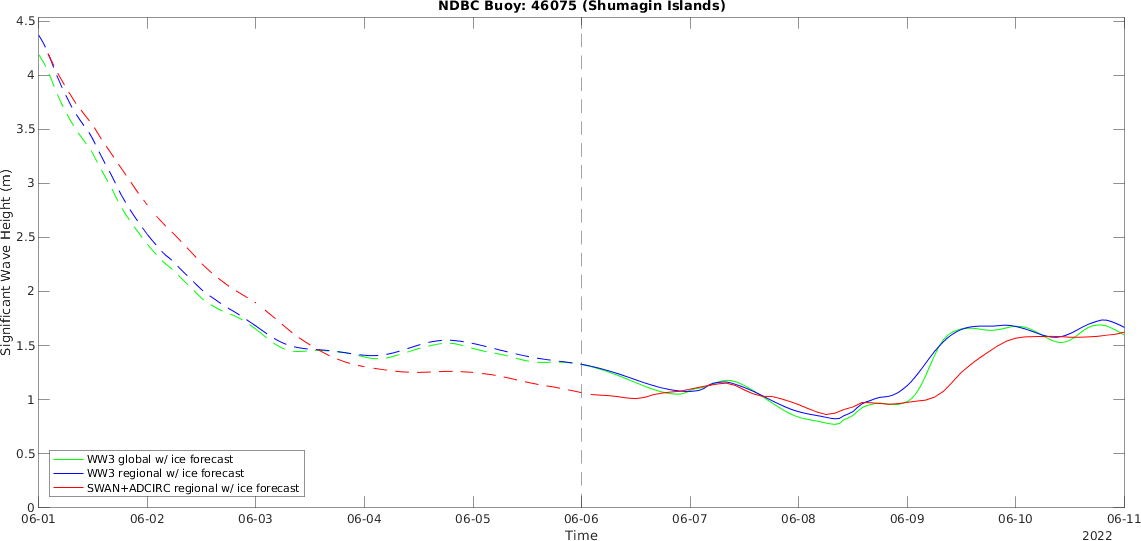 NDBC Buoy: 46075 (Shumagin Islands)
4.5
4
3.5
3
2.5
2
1.5
1
0.5
0
Significant Wave Height (m)
WW3 global w/ ice forecast
WW3 regional w/ ice forecast
SWAN+ADCIRC regional w/ ice forecast
06-01 06-02 06-03 06-04 06-05 06-06 06-07 06-08 06-09 06-10 06-11
Time
2022